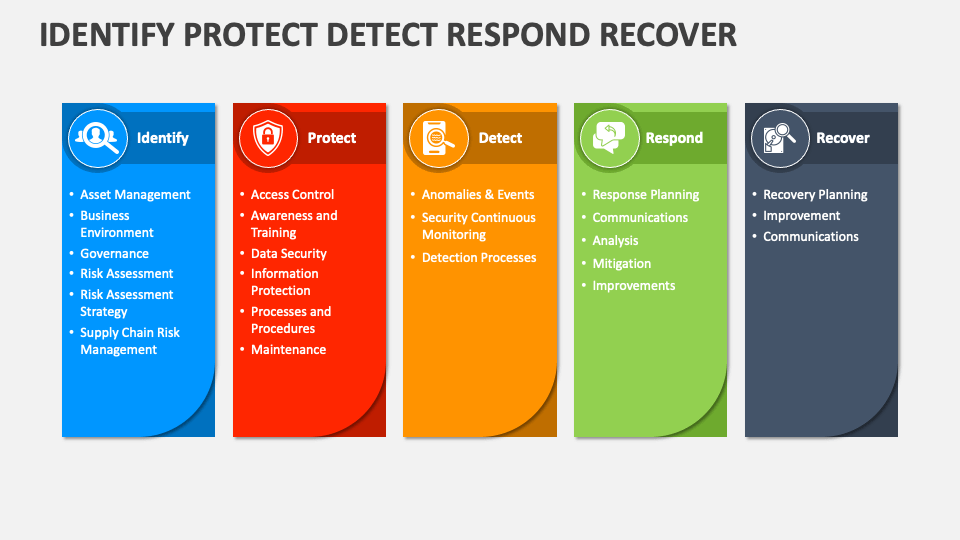 IDENTIFY PROTECT DETECT RESPOND RECOVER
Identify
• Asset Management
• Business
Environment
• Governance
• Risk Assessment
• Risk Assessment
Strategy
• Supply Chain Risk
Management
Protect
• Access Control
• Awareness and
Training
• Data Security
• Information
Protection
• Processes and
Procedures
• Maintenance
Detect
• Anomalies & Events
• Security Continuous
Monitoring
• Detection Processes
Respond
• Response Planning
• Communications
• Analysis
• Mitigation
• Improvements
Recover
• Recovery Planning
• Improvement
• Communications